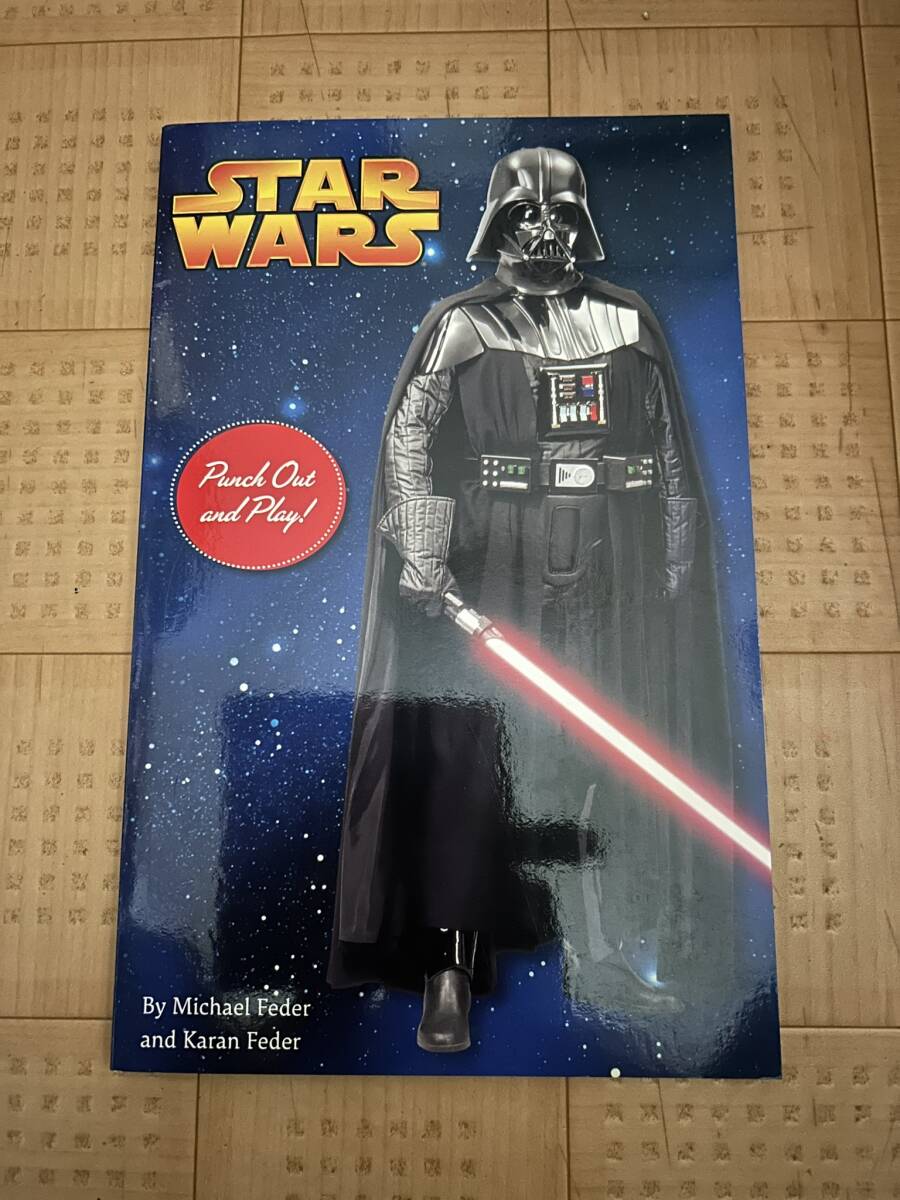 STAR
WARS
Punch Out
and Play!
By Michael Feder
and Karan Feder